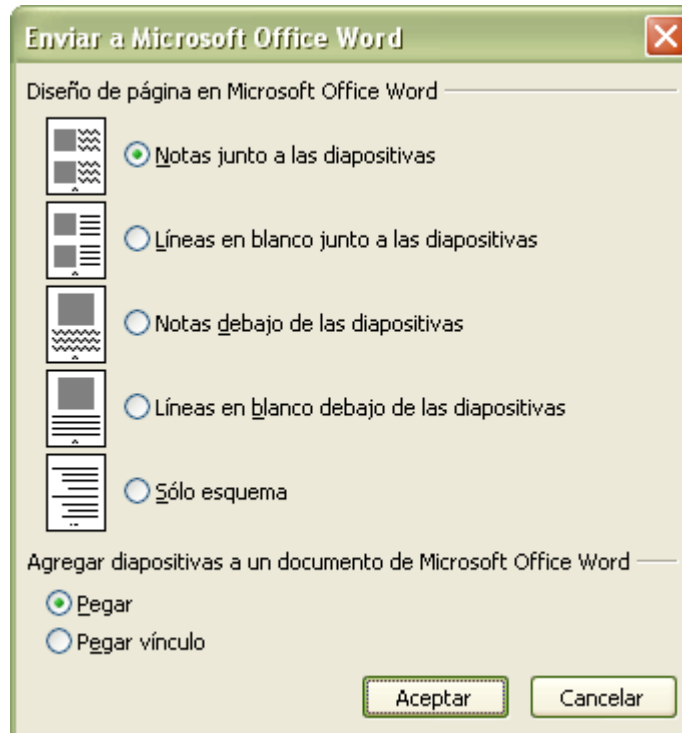 Enviar a Microsoft Office Word
Diseño de página en Microsoft Office Word
Notas junto a las diapositivas
Líneas en blanco junto a las diapositivas
Notas debajo de las diapositivas
Líneas en blanco debajo de las diapositivas
Sólo esquema
Agregar diapositivas a un documento de Microsoft Office Word
Pegar
Pegar vínculo
Aceptar Cancelar